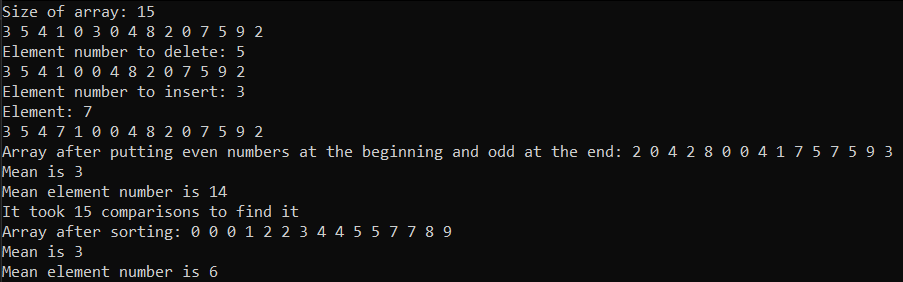 Size of array: 15
3 5 4 1 0 3 0 4 8 2 0 7 5 9 2
Element number to delete: 5
3 5 4 1 0 0 4 8 2 0 7 5 9 2
Element number to insert: 3
Element: 7
3 5 4 7 1 0 0 4 8 2 0 7 5 9 2
Array after putting even numbers at the beginning and odd at the end: 2 0 4 2 8 0 0 4 1 7 5 7 5 9 3
Mean is 3
Mean element number is 14
It took 15 comparisons to find it
Array after sorting: 0 0 0 1 2 2 3 4 4 5 5 7 7 8 9
Mean is 3
Mean element number is 6